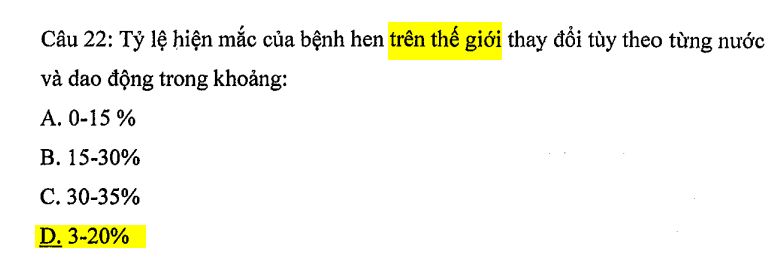 Câu 22: Tỷ lệ hiện mắc của bệnh hen trên thế giới thay đổi tùy theo từng nước
và dao động trong khoảng:
A. 0-15 %
B. 15-30%
C. 30-35%
D. 3-20%